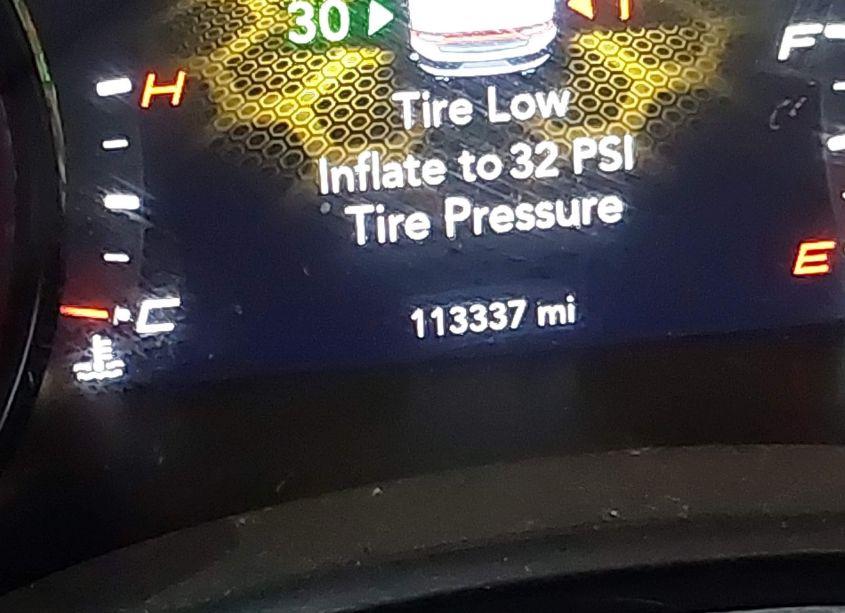 30
F
H
Tire Low
Inflate to 32 PSI
Tire Pressure
E
C
113337 mi